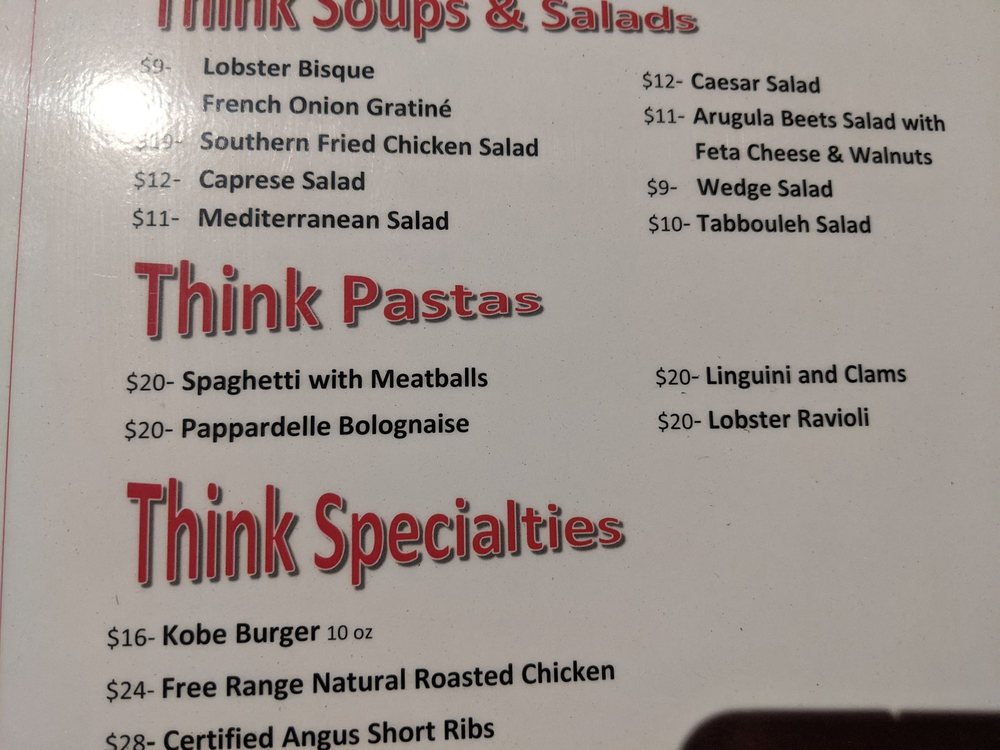 Think Soups & Salads
$9- Lobster Bisque
French Onion Gratiné
$19- Southern Fried Chicken Salad
$12- Caprese Salad
$11- Mediterranean Salad
$12- Caesar Salad
$11- Arugula Beets Salad with
Feta Cheese & Walnuts
$9- Wedge Salad
$10- Tabbouleh Salad
Think Pastas
$20- Spaghetti with Meatballs
$20- Pappardelle Bolognaise
$20- Linguini and Clams
$20- Lobster Ravioli
Think Specialties
$16- Kobe Burger 10 oz
$24- Free Range Natural Roasted Chicken
$28- Certified Angus Short Ribs